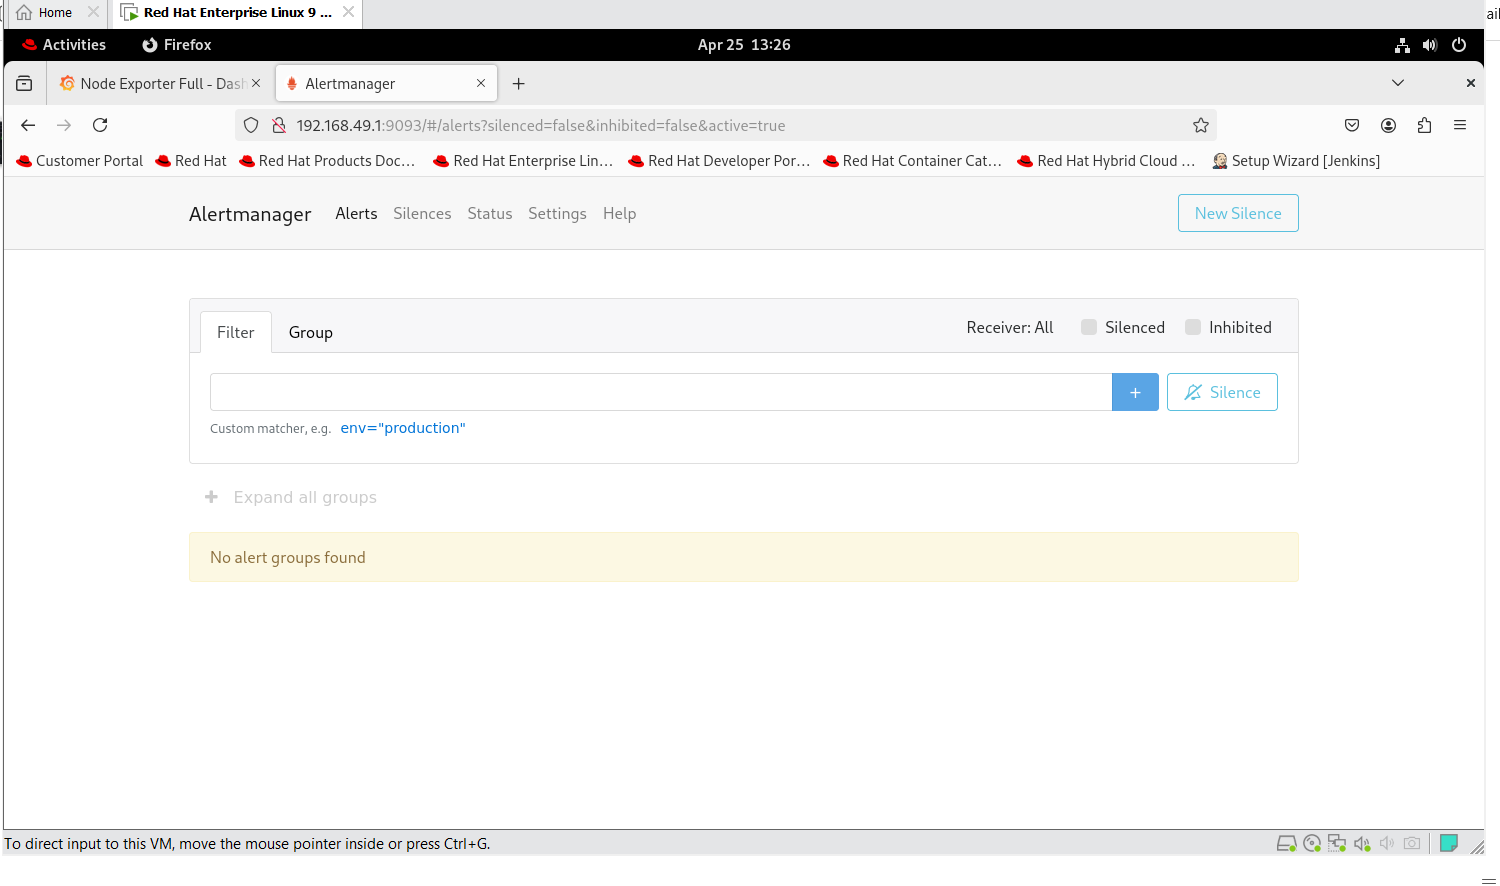 Home
Red Hat Enterprise Linux 9 ...
ail
Activities
Firefox
Apr 25 13:26
Node Exporter Full - Dash
Alertmanager
192.168.49.1:9093/#/alerts?silenced=false&inhibited=false&active=true
Customer Portal
Red Hat
Red Hat Products Doc…
Red Hat Enterprise Lin…
Red Hat Developer Por…
Red Hat Container Cat…
Red Hat Hybrid Cloud …
Setup Wizard [Jenkins]
Alertmanager
Alerts
Silences
Status
Settings
Help
New Silence
Filter
Group
Receiver: All
Silenced
Inhibited
+
Silence
Custom matcher, e.g. env="production"
+ Expand all groups
No alert groups found
To direct input to this VM, move the mouse pointer inside or press Ctrl+G.